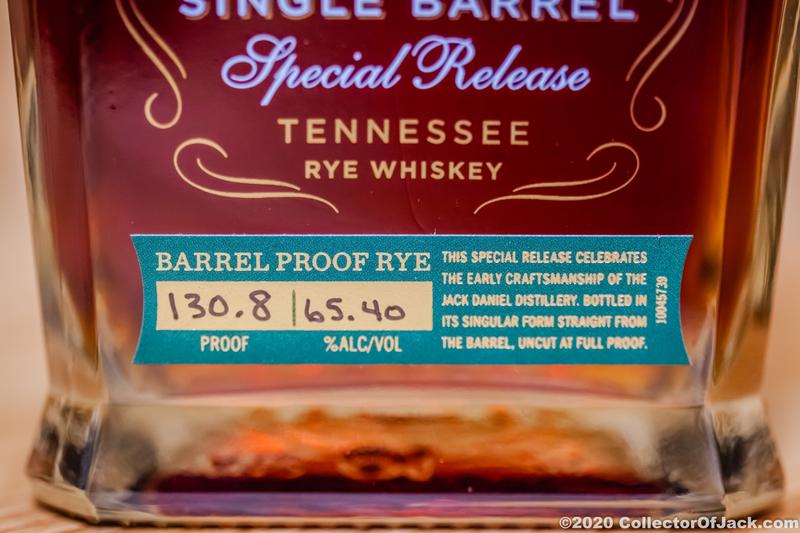 SINGLE BARREL
Special Release
TENNESSEE
RYE WHISKEY
BARREL PROOF RYE
130.8 | 65.40
PROOF %ALC/VOL
THIS SPECIAL RELEASE CELEBRATES
THE EARLY CRAFTSMANSHIP OF THE
JACK DANIEL DISTILLERY. BOTTLED IN
ITS SINGULAR FORM STRAIGHT FROM
THE BARREL, UNCUT AT FULL PROOF.
10045739
©2020 CollectorOfJack.com